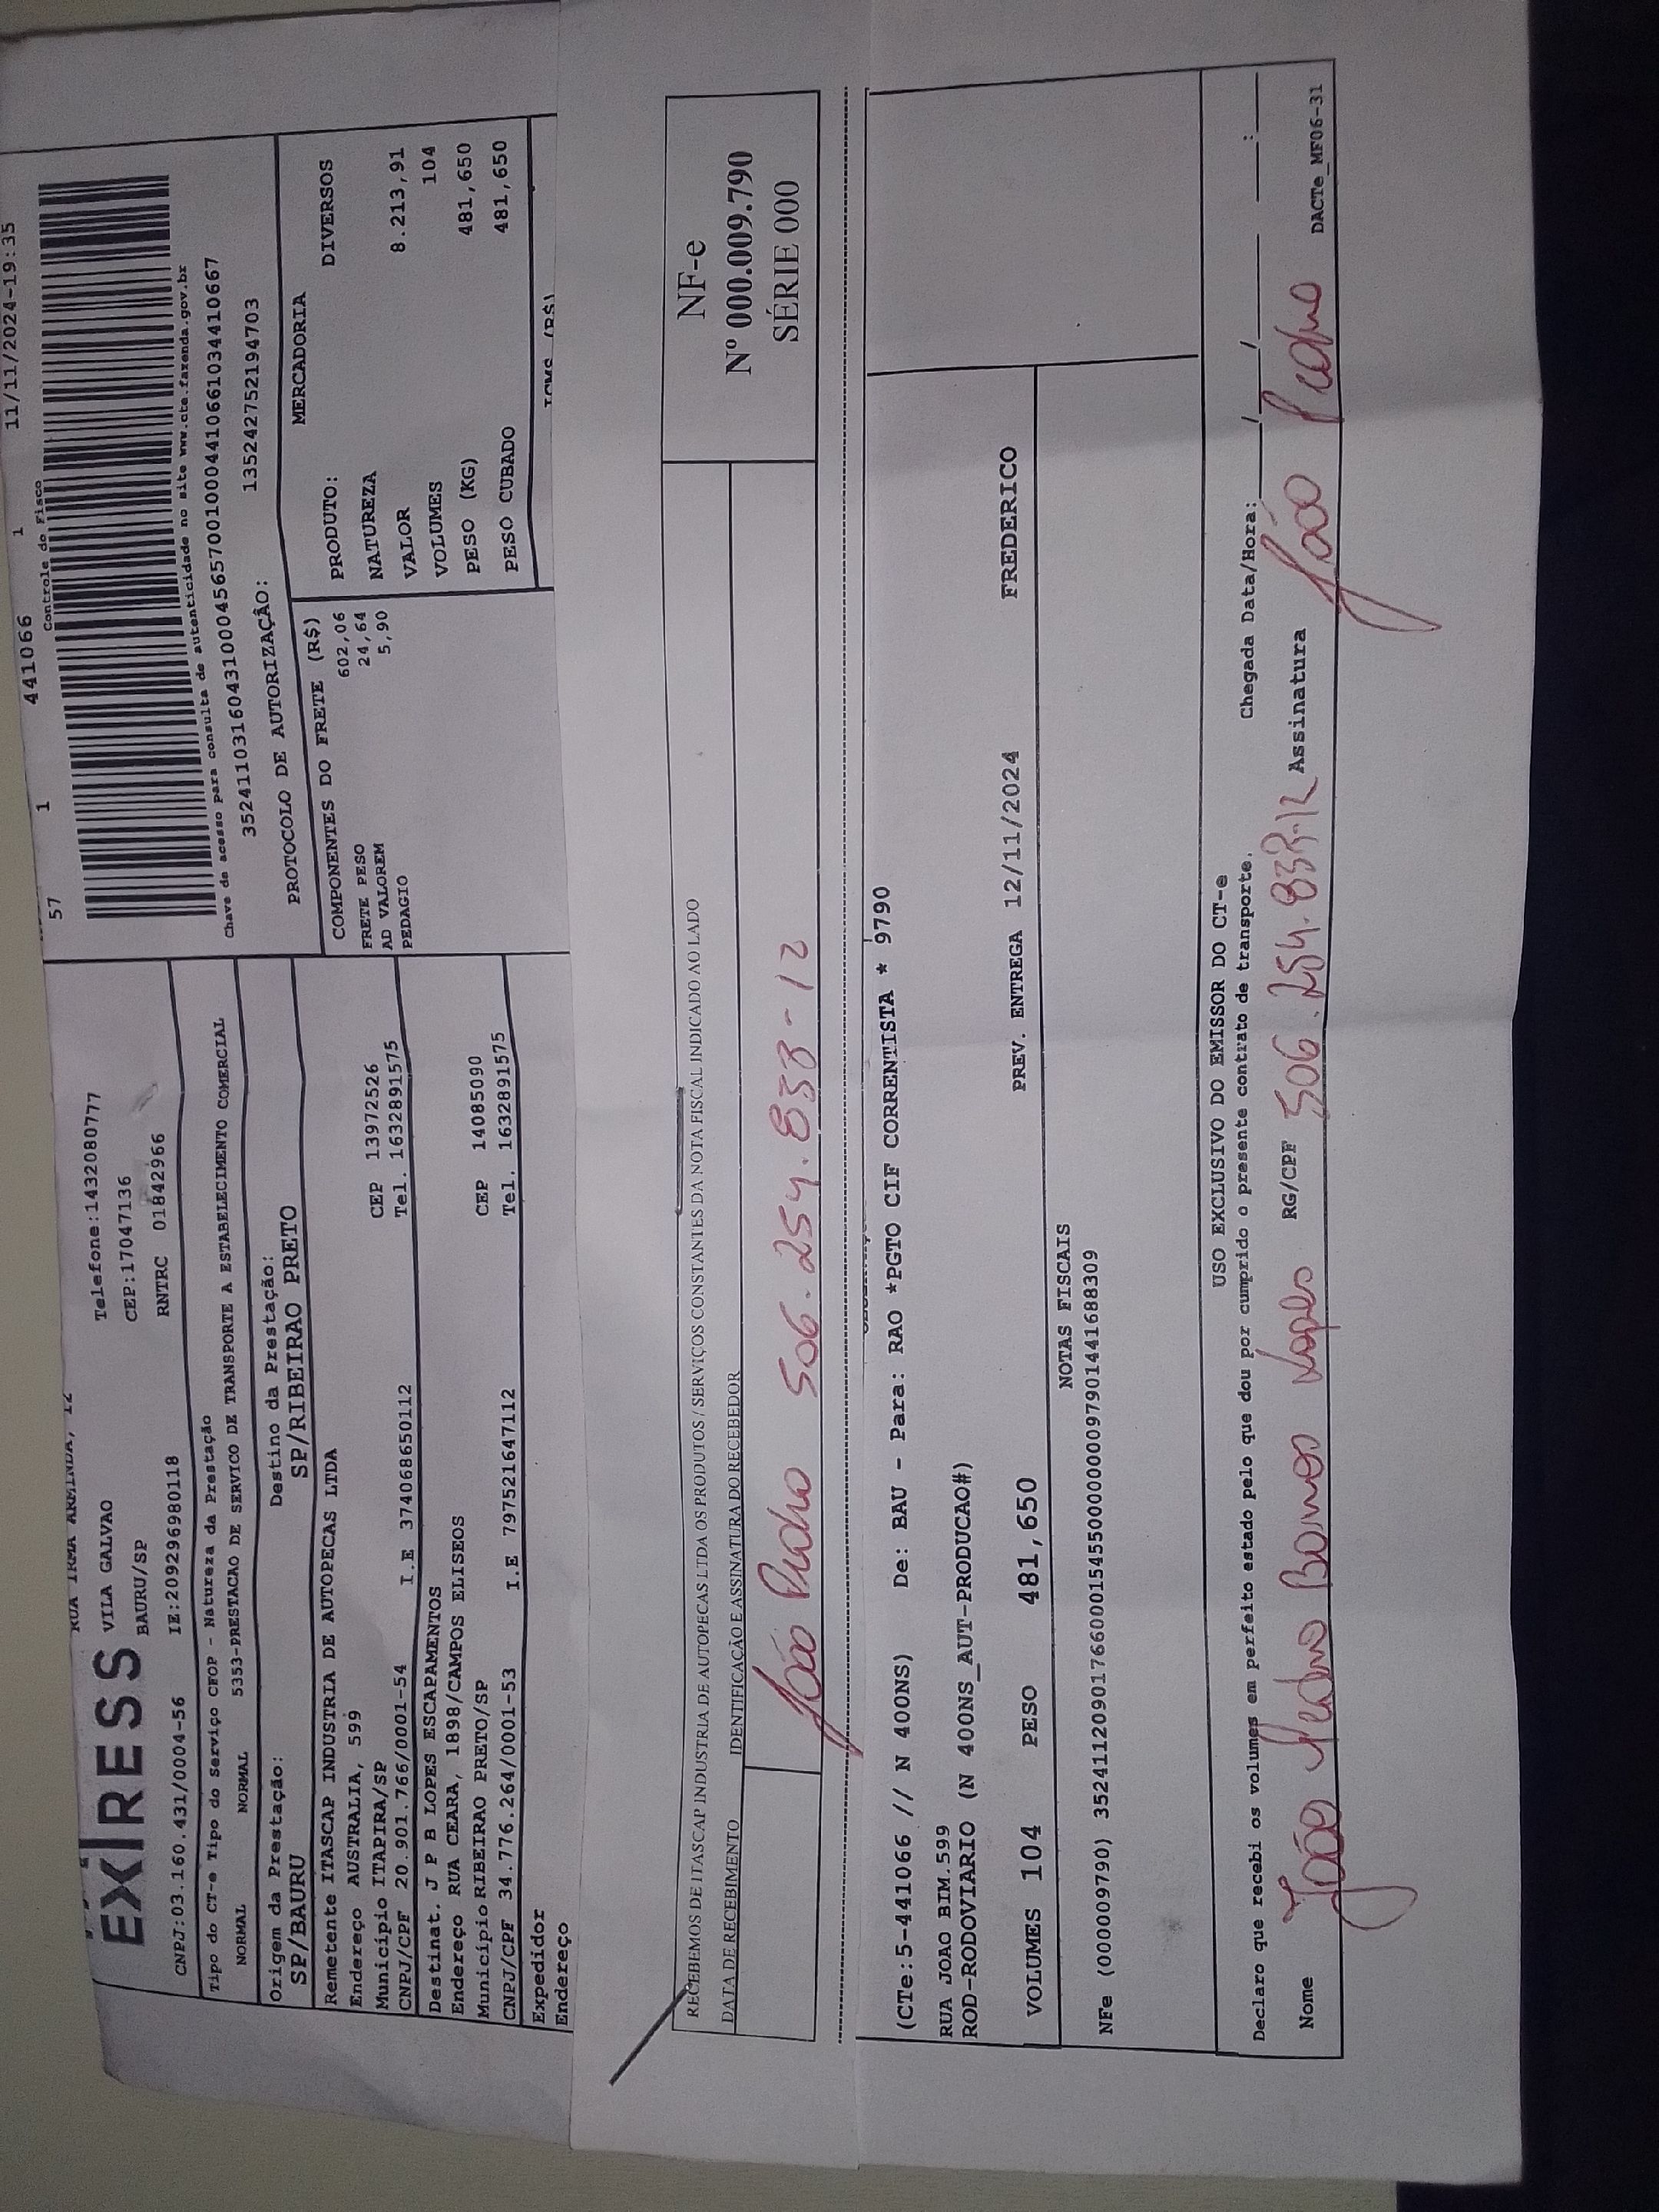 57 1 441066 1 11/11/2024-19:35
EXPRESS
VILA GALVAO
BAURU/SP
Telefone:1432080777
CEP:17047136
CNPJ:03.160.431/0004-56 IE:209296980118 RNTRC 01842966
Controle do Fisco
Chave de acesso para consulta de autenticidade no site www.cte.fazenda.gov.br
35241103160431000456570010004410661034410667
PROTOCOLO DE AUTORIZAÇÃO: 135242752194703
Tipo do CT-e Tipo do serviço CFOP - Natureza da Prestação
NORMAL NORMAL 5353-PRESTACAO DE SERVICO DE TRANSPORTE A ESTABELECIMENTO COMERCIAL
Origem da Prestação: Destino da Prestação:
SP/BAURU SP/RIBEIRAO PRETO
Remetente ITASCAP INDUSTRIA DE AUTOPECAS LTDA
Endereço AUSTRALIA, 599 CEP 13972526
Município ITAPIRA/SP Tel. 1632891575
CNPJ/CPF 20.901.766/0001-54 I.E 374068650112
Destinat. J P B LOPES ESCAPAMENTOS
Endereço RUA CEARA, 1898/CAMPOS ELISEOS CEP 14085090
Município RIBEIRAO PRETO/SP Tel. 1632891575
CNPJ/CPF 34.776.264/0001-53 I.E 797521647112
Expedidor
Endereço
COMPONENTES DO FRETE (R$)
FRETE PESO 602,06
AD VALOREM 24,64
PEDAGIO 5,90
MERCADORIA
PRODUTO: DIVERSOS
NATUREZA
VALOR 8.213,91
VOLUMES 104
PESO (KG) 481,650
PESO CUBADO 481,650
ICMS (R$)
RECEBEMOS DE ITASCAP INDUSTRIA DE AUTOPECAS LTDA OS PRODUTOS / SERVIÇOS CONSTANTES DA NOTA FISCAL INDICADO AO LADO
DATA DE RECEBIMENTO IDENTIFICAÇÃO E ASSINATURA DO RECEBEDOR
João Pedro 506.254.838-12
NF-e
Nº 000.009.790
SÉRIE 000
(CTe:5-441066 // N 400NS) De: BAU - Para: RAO *PGTO CIF CORRENTISTA * 9790
RUA JOAO BIM.599
ROD-RODOVIARIO (N 400NS_AUT-PRODUCAO#)
VOLUMES 104 PESO 481,650 PREV. ENTREGA 12/11/2024 FREDERICO
NOTAS FISCAIS
NFe (000009790) 35241120901766000154550000000097901441688309
USO EXCLUSIVO DO EMISSOR DO CT-e
Declaro que recebi os volumes em perfeito estado pelo que dou por cumprido o presente contrato de transporte. Chegada Data/Hora: / / :
Nome João Pedro Lopes RG/CPF 506.254.838-12 Assinatura João Pedro
DACTe_MF06-31